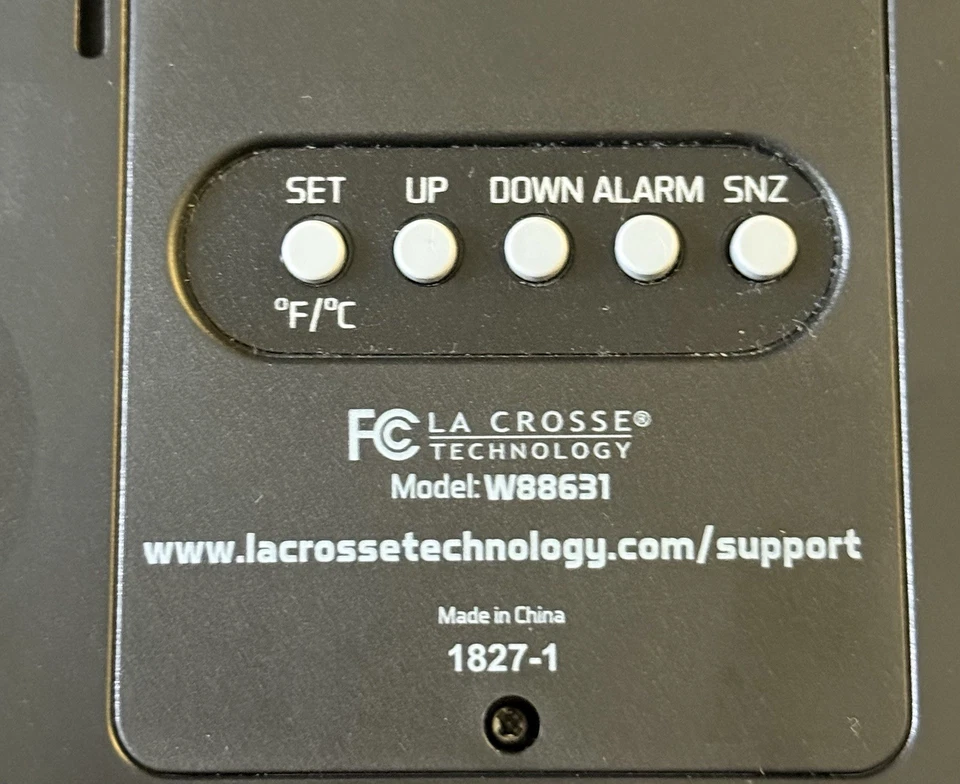 SET UP DOWN ALARM SNZ
°F/°C
FC LA CROSSE®
TECHNOLOGY
Model: W88631
www.lacrossetechnology.com/support
Made in China
1827-1